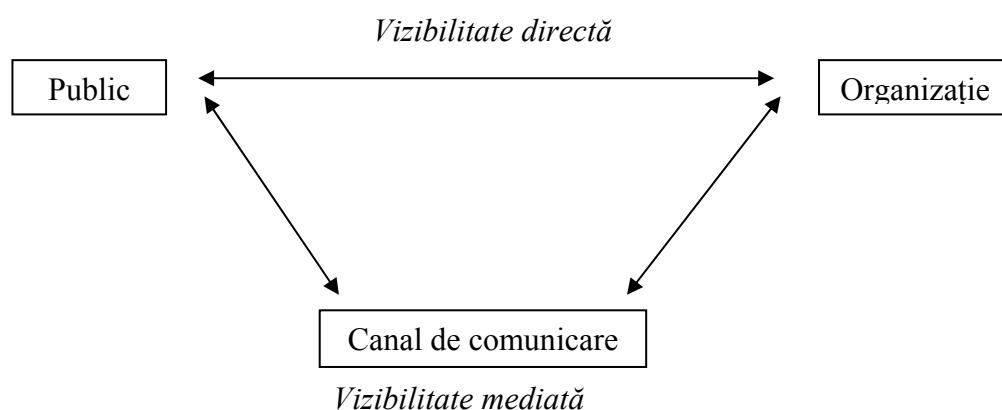 Vizibilitate directă
Public
Organizație
Canal de comunicare
Vizibilitate mediată